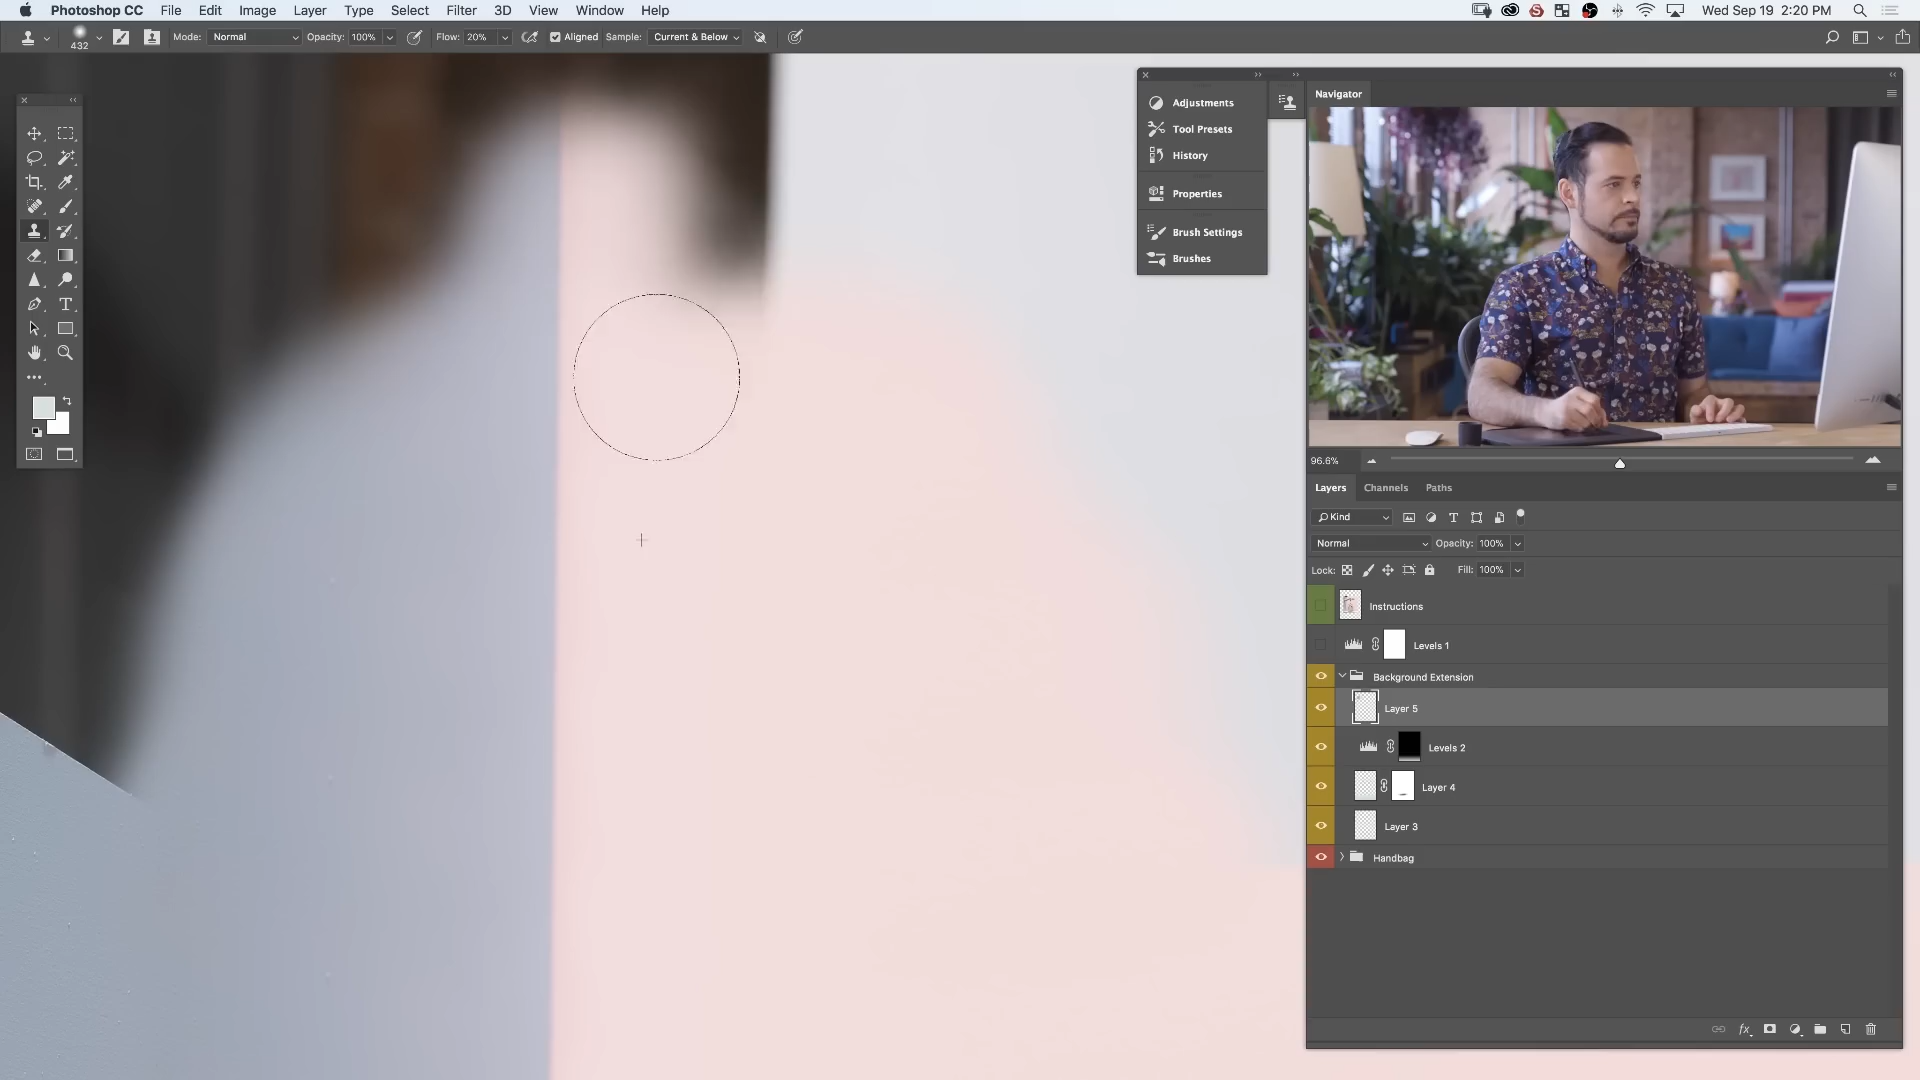 Photoshop CC File Edit Image Layer Type Select Filter 3D View Window Help Wed Sep 19 2:20 PM
432 Mode: Normal Opacity: 100% Flow: 20% Aligned Sample: Current & Below
Adjustments
Tool Presets
History
Properties
Brush Settings
Brushes
Navigator
96.6%
Layers Channels Paths
Kind
Normal Opacity: 100%
Lock: Fill: 100%
Instructions
Levels 1
Background Extension
Layer 5
Levels 2
Layer 4
Layer 3
Handbag
fx